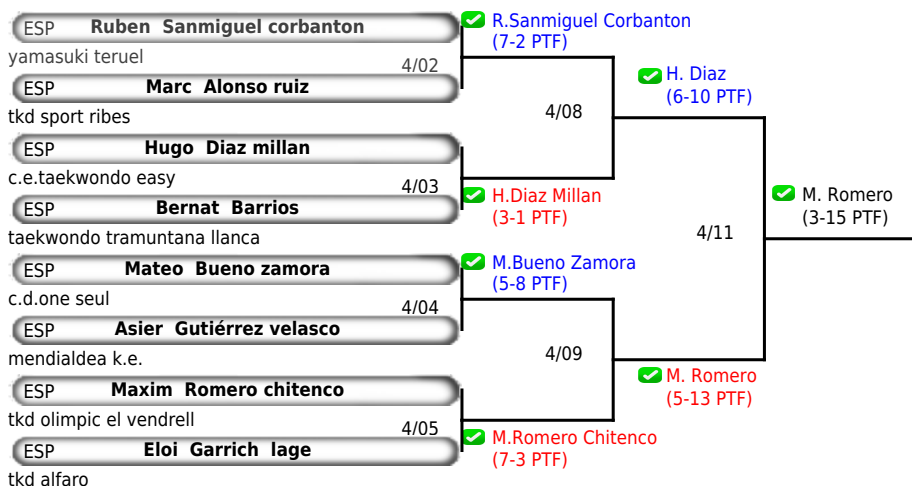 ESP Ruben Sanmiguel corbanton
yamasuki teruel
4/02
ESP Marc Alonso ruiz
tkd sport ribes
ESP Hugo Diaz millan
c.e.taekwondo easy
4/03
ESP Bernat Barrios
taekwondo tramuntana llanca
ESP Mateo Bueno zamora
c.d.one seul
4/04
ESP Asier Gutiérrez velasco
mendialdea k.e.
ESP Maxim Romero chitenco
tkd olimpic el vendrell
4/05
ESP Eloi Garrich lage
tkd alfaro
R.Sanmiguel Corbanton
(7-2 PTF)
4/08
H.Diaz Millan
(3-1 PTF)
M.Bueno Zamora
(5-8 PTF)
4/09
M.Romero Chitenco
(7-3 PTF)
H. Diaz
(6-10 PTF)
4/11
M. Romero
(5-13 PTF)
M. Romero
(3-15 PTF)